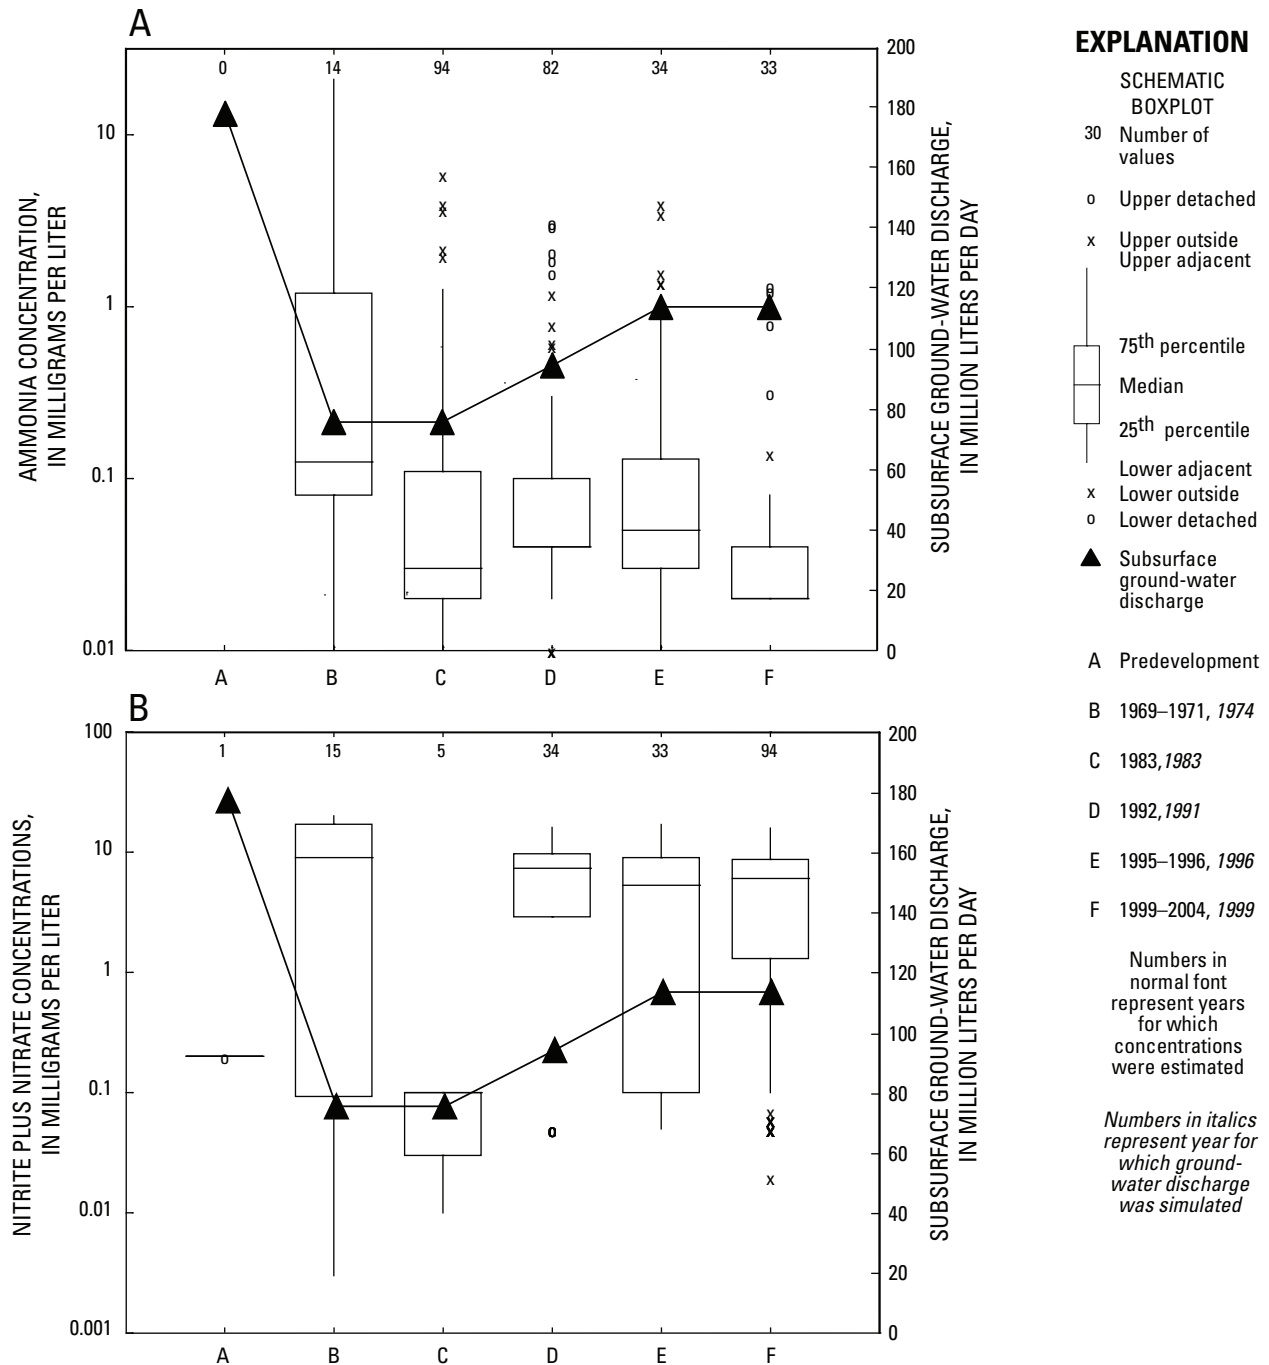 A
0 14 94 82 34 33
10
1
0.1
0.01
AMMONIA CONCENTRATION,
IN MILLIGRAMS PER LITER
200
180
160
140
120
100
80
60
40
20
0
SUBSURFACE GROUND-WATER DISCHARGE,
IN MILLION LITERS PER DAY
A B C D E F
B
1 15 5 34 33 94
100
10
1
0.1
0.01
0.001
NITRITE PLUS NITRATE CONCENTRATIONS,
IN MILLIGRAMS PER LITER
200
180
160
140
120
100
80
60
40
20
0
SUBSURFACE GROUND-WATER DISCHARGE,
IN MILLION LITERS PER DAY
A B C D E F
EXPLANATION
SCHEMATIC
BOXPLOT
30 Number of
values
o Upper detached
x Upper outside
Upper adjacent
75th percentile
Median
25th percentile
Lower adjacent
x Lower outside
o Lower detached
Subsurface
ground-water
discharge
A Predevelopment
B 1969–1971, 1974
C 1983,1983
D 1992,1991
E 1995–1996, 1996
F 1999–2004, 1999
Numbers in
normal font
represent years
for which
concentrations
were estimated
Numbers in italics
represent year for
which ground-
water discharge
was simulated